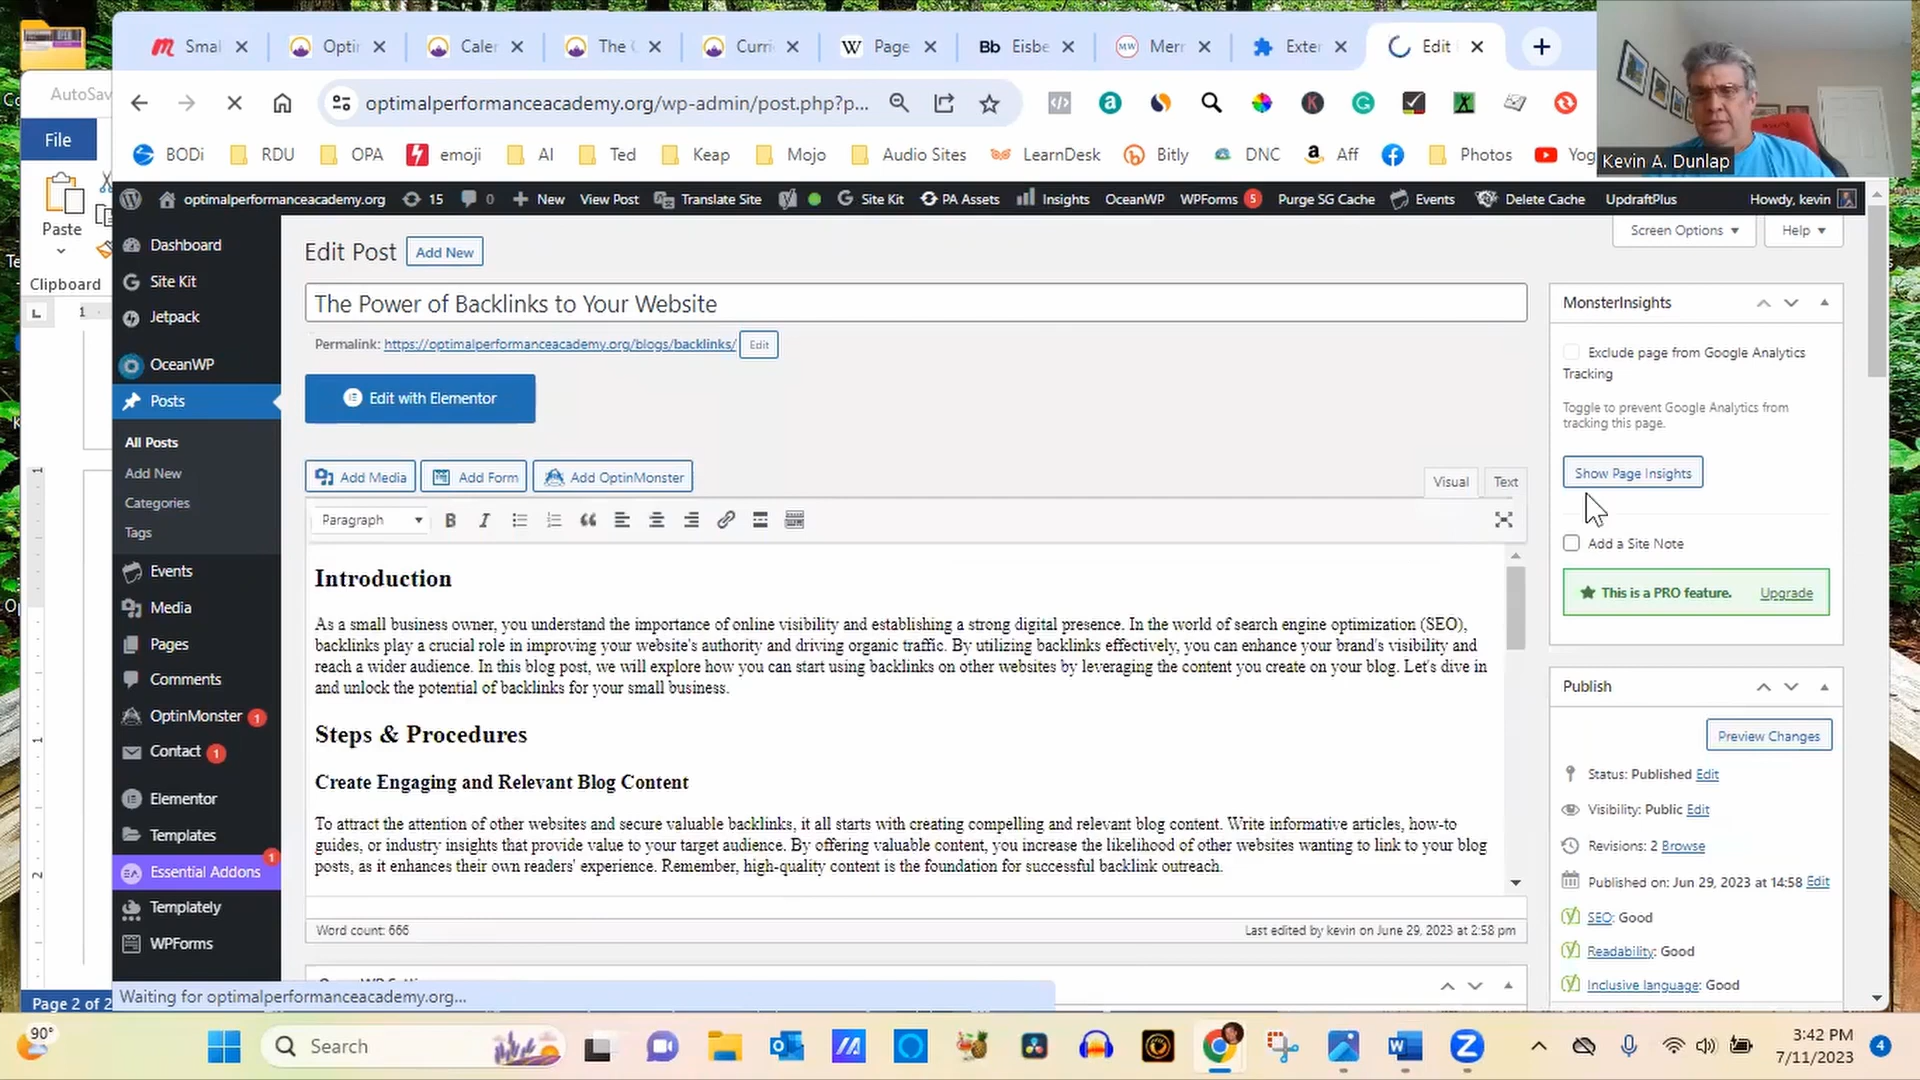 Smal
Optin
Caler
The
Curri
Page
Eisbe
Merr
Exter
Edit
AutoSav
optimalperformanceacademy.org/wp-admin/post.php?p...
File
BODi
RDU
OPA
emoji
AI
Ted
Keap
Mojo
Audio Sites
LearnDesk
Bitly
DNC
Aff
Photos
Yog
Kevin A. Dunlap
optimalperformanceacademy.org
15
0
New
View Post
Translate Site
Site Kit
PA Assets
Insights
OceanWP
WPForms 5
Purge SG Cache
Events
Delete Cache
UpdraftPlus
Howdy, kevin
Paste
Clipboard
Dashboard
Site Kit
Jetpack
OceanWP
Posts
All Posts
Add New
Categories
Tags
Events
Media
Pages
Comments
OptinMonster 1
Contact 1
Elementor
Templates
Essential Addons 1
Templately
WPForms
Edit Post
Add New
Screen Options
Help
The Power of Backlinks to Your Website
Permalink: https://optimalperformanceacademy.org/blogs/backlinks/ Edit
Edit with Elementor
Add Media
Add Form
Add OptinMonster
Visual
Text
Paragraph
Introduction
As a small business owner, you understand the importance of online visibility and establishing a strong digital presence. In the world of search engine optimization (SEO),
backlinks play a crucial role in improving your website's authority and driving organic traffic. By utilizing backlinks effectively, you can enhance your brand's visibility and
reach a wider audience. In this blog post, we will explore how you can start using backlinks on other websites by leveraging the content you create on your blog. Let's dive in
and unlock the potential of backlinks for your small business.
Steps & Procedures
Create Engaging and Relevant Blog Content
To attract the attention of other websites and secure valuable backlinks, it all starts with creating compelling and relevant blog content. Write informative articles, how-to
guides, or industry insights that provide value to your target audience. By offering valuable content, you increase the likelihood of other websites wanting to link to your blog
posts, as it enhances their own readers' experience. Remember, high-quality content is the foundation for successful backlink outreach.
Word count: 666
Last edited by kevin on June 29, 2023 at 2:58 pm
MonsterInsights
Exclude page from Google Analytics
Tracking
Toggle to prevent Google Analytics from
tracking this page.
Show Page Insights
Add a Site Note
This is a PRO feature. Upgrade
Publish
Preview Changes
Status: Published Edit
Visibility: Public Edit
Revisions: 2 Browse
Published on: Jun 29, 2023 at 14:58 Edit
SEO: Good
Readability: Good
Inclusive language: Good
Page 2 of 2
Waiting for optimalperformanceacademy.org...
90°
Search
3:42 PM
7/11/2023
4